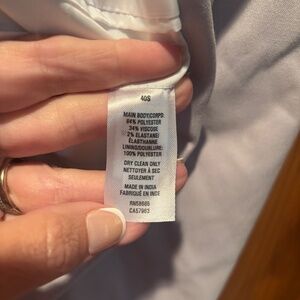 40S
MAIN BODY/CORPS:
64% POLYESTER
34% VISCOSE
2% ELASTANE/
ÉLASTHANNE
LINING/DOUBLURE:
100% POLYESTER
DRY CLEAN ONLY
NETTOYER À SEC
SEULEMENT
MADE IN INDIA
FABRIQUÉ EN INDE
RN58665
CA57963